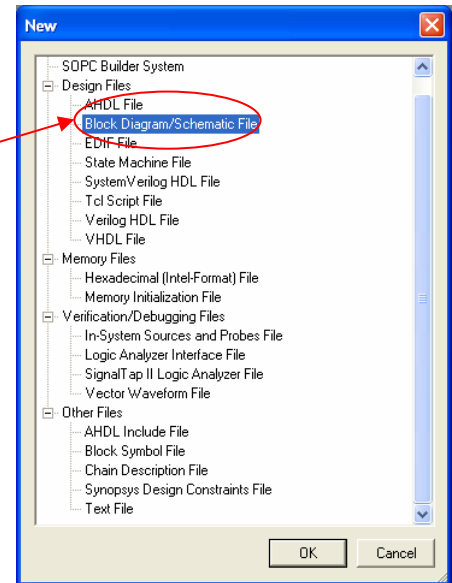 New
SOPC Builder System
Design Files
AHDL File
Block Diagram/Schematic File
EDIF File
State Machine File
SystemVerilog HDL File
Tcl Script File
Verilog HDL File
VHDL File
Memory Files
Hexadecimal (Intel-Format) File
Memory Initialization File
Verification/Debugging Files
In-System Sources and Probes File
Logic Analyzer Interface File
SignalTap II Logic Analyzer File
Vector Waveform File
Other Files
AHDL Include File
Block Symbol File
Chain Description File
Synopsys Design Constraints File
Text File
OK Cancel